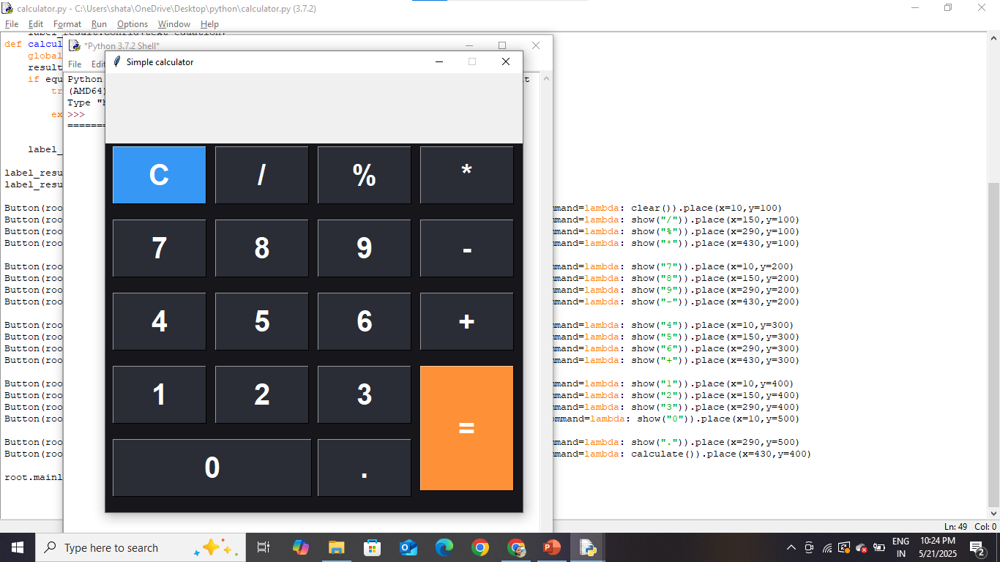 calculator.py - C:\Users\shata\OneDrive\Desktop\python\calculator.py (3.7.2)
File Edit Format Run Options Window Help
def calcul
global
result
if equ
tr
ex
label_
label_resu
label_resu
*Python 3.7.2 Shell*
File Edit
Python
(AMD64)
Type "h
>>>
=======
Simple calculator
C / % *
7 8 9 -
4 5 6 +
1 2 3 =
0 .
Button(roo mmand=lambda: clear()).place(x=10,y=100)
Button(roo mmand=lambda: show("/")).place(x=150,y=100)
Button(roo mmand=lambda: show("%")).place(x=290,y=100)
Button(roo mmand=lambda: show("*")).place(x=430,y=100)
Button(roo mmand=lambda: show("7")).place(x=10,y=200)
Button(roo mmand=lambda: show("8")).place(x=150,y=200)
Button(roo mmand=lambda: show("9")).place(x=290,y=200)
Button(roo mmand=lambda: show("-")).place(x=430,y=200)
Button(roo mmand=lambda: show("4")).place(x=10,y=300)
Button(roo mmand=lambda: show("5")).place(x=150,y=300)
Button(roo mmand=lambda: show("6")).place(x=290,y=300)
Button(roo mmand=lambda: show("+")).place(x=430,y=300)
Button(roo mmand=lambda: show("1")).place(x=10,y=400)
Button(roo mmand=lambda: show("2")).place(x=150,y=400)
Button(roo mmand=lambda: show("3")).place(x=290,y=400)
Button(roo ommand=lambda: show("0")).place(x=10,y=500)
Button(roo mmand=lambda: show(".")).place(x=290,y=500)
Button(roo mmand=lambda: calculate()).place(x=430,y=400)
root.mainl
Ln: 49 Col: 0
Type here to search
ENG
IN
10:24 PM
5/21/2025
2